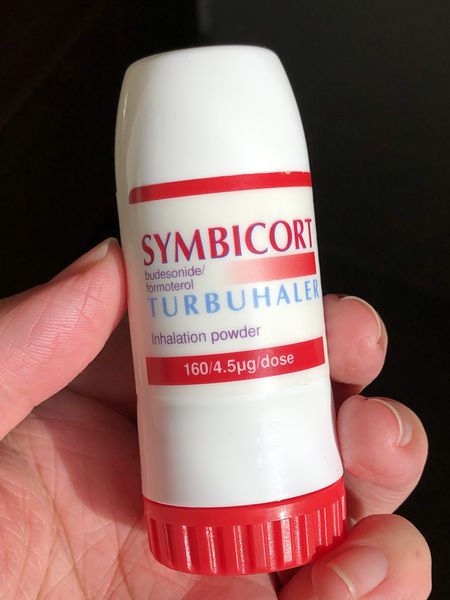 SYMBICORT
budesonide/
formoterol
TURBUHALER
Inhalation powder
160/4.5µg/dose